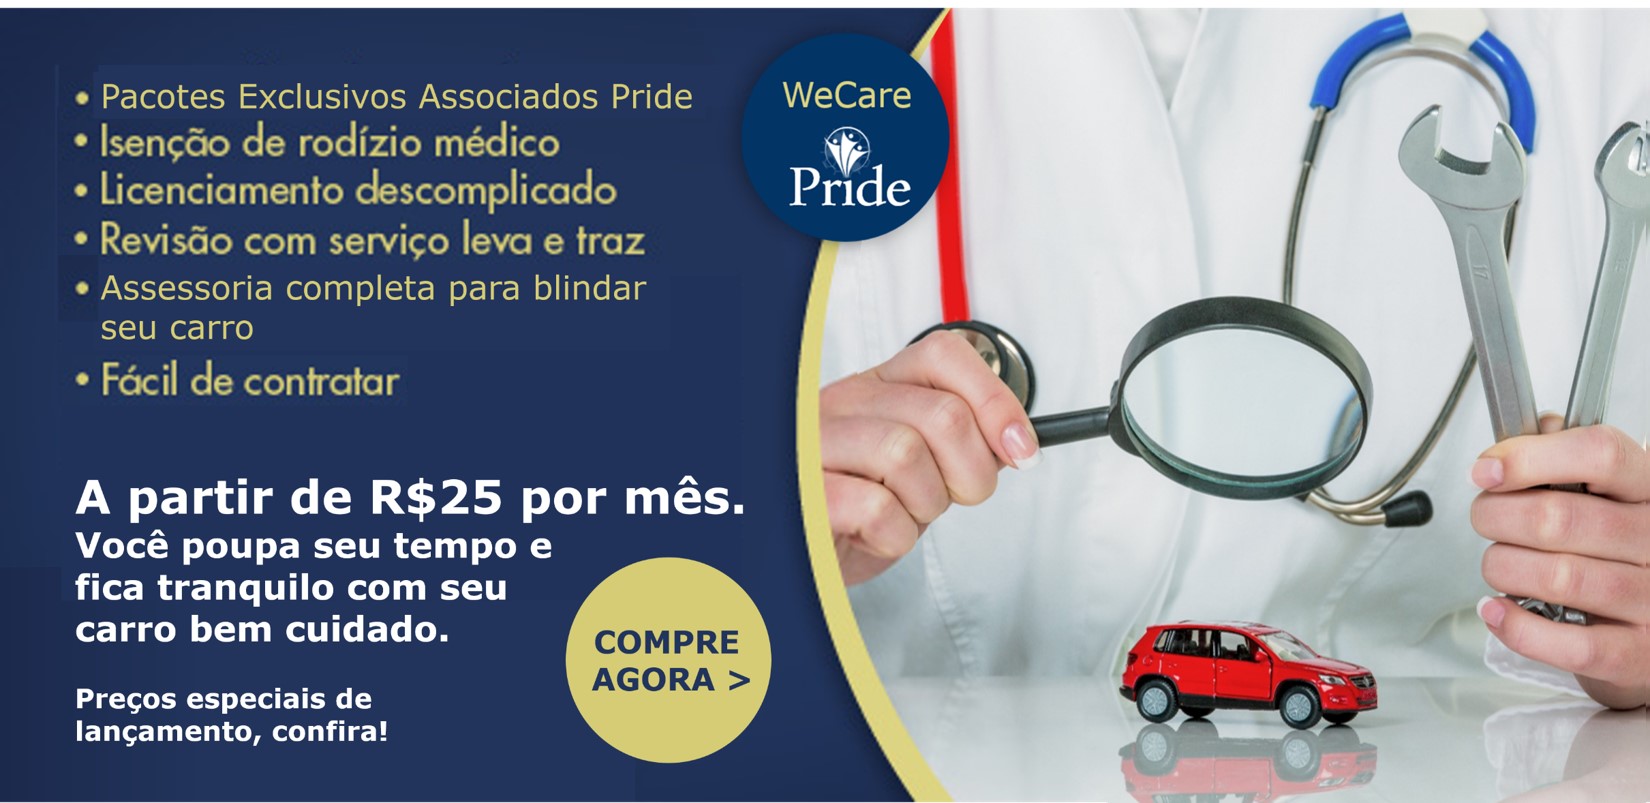 • Pacotes Exclusivos Associados Pride
• Isenção de rodízio médico
• Licenciamento descomplicado
• Revisão com serviço leva e traz
• Assessoria completa para blindar
seu carro
• Fácil de contratar
WeCare
Pride
A partir de R$25 por mês.
Você poupa seu tempo e
fica tranquilo com seu
carro bem cuidado.
COMPRE
AGORA >
Preços especiais de
lançamento, confira!
17